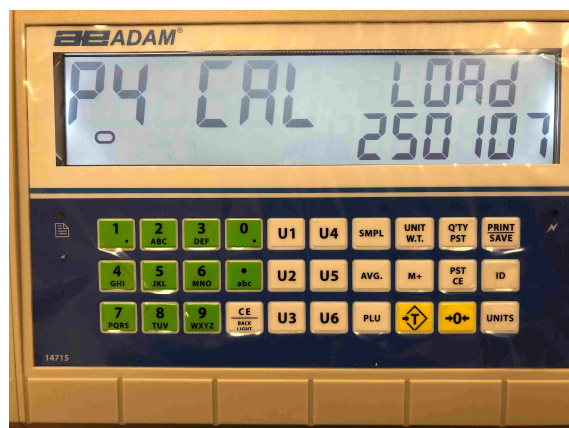 AE ADAM®
P4 CAL LOAd
250107
1 . 2 ABC 3 DEF 0 . U1 U4 SMPL UNIT W.T. Q'TY PST PRINT SAVE
4 GHI 5 JKL 6 MNO • abc U2 U5 AVG. M+ PST CE ID
7 PQRS 8 TUV 9 WXYZ CE BACK LIGHT U3 U6 PLU →T← →0← UNITS
14715